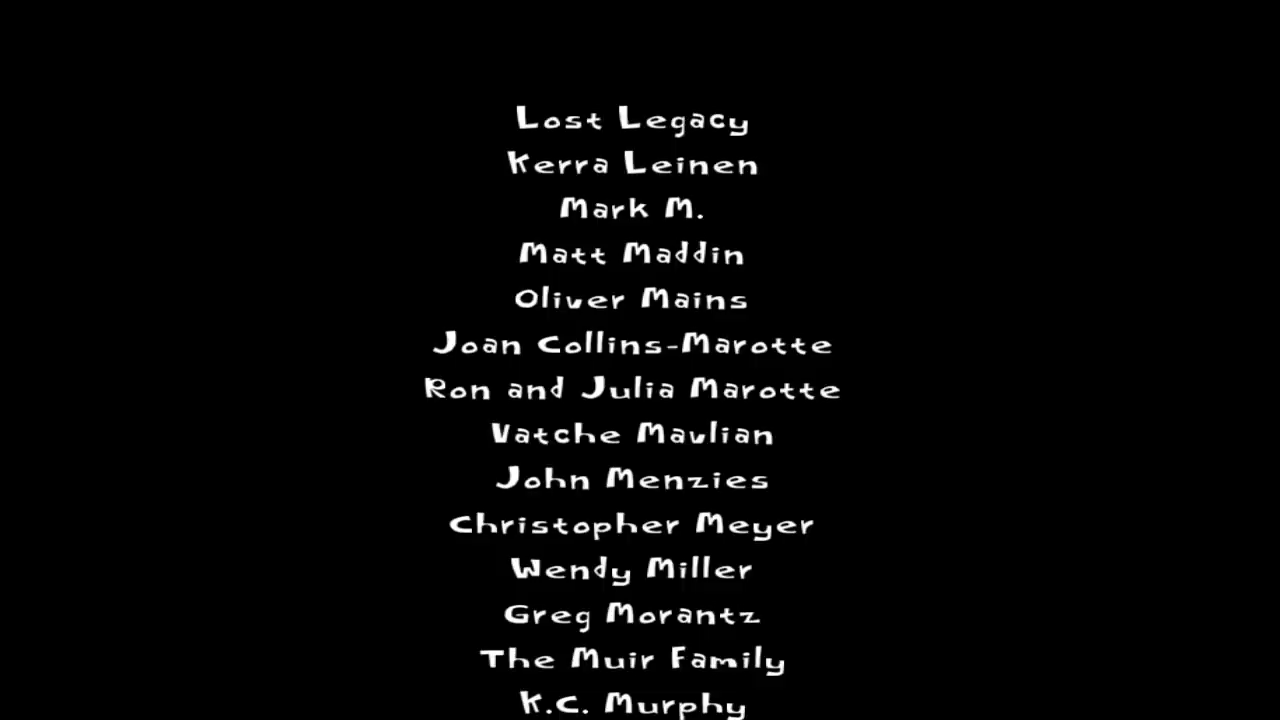 Lost Legacy
Kerra Leinen
Mark M.
Matt Maddin
Oliver Mains
Joan Collins-Marotte
Ron and Julia Marotte
Vatche Mavlian
John Menzies
Christopher Meyer
Wendy Miller
Greg Morantz
The Muir Family
K.C. Murphy